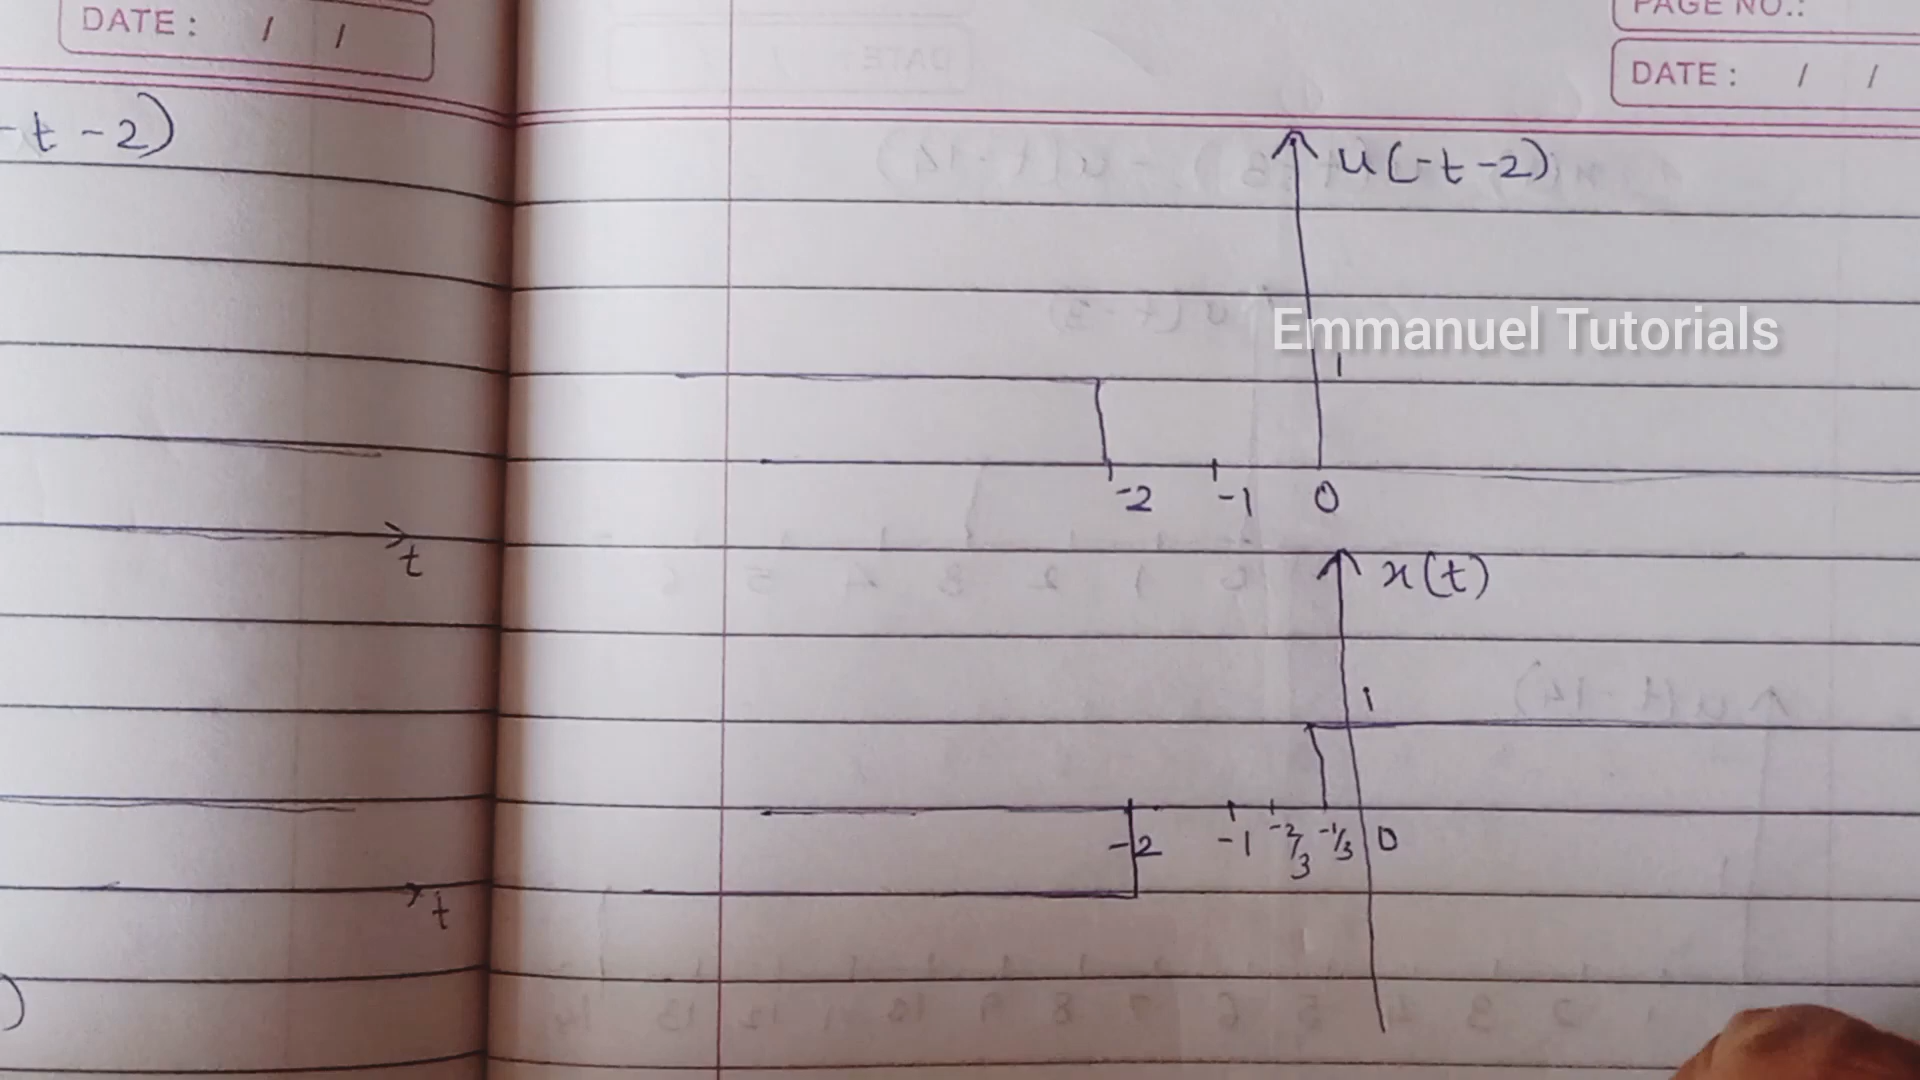 DATE: / /
-t-2)
t
t
)
PAGE NO.:
DATE: / /
u(-t-2)
Emmanuel Tutorials
1
-2 -1 0
x(t)
1
-2 -1 -2/3 -1/3 0